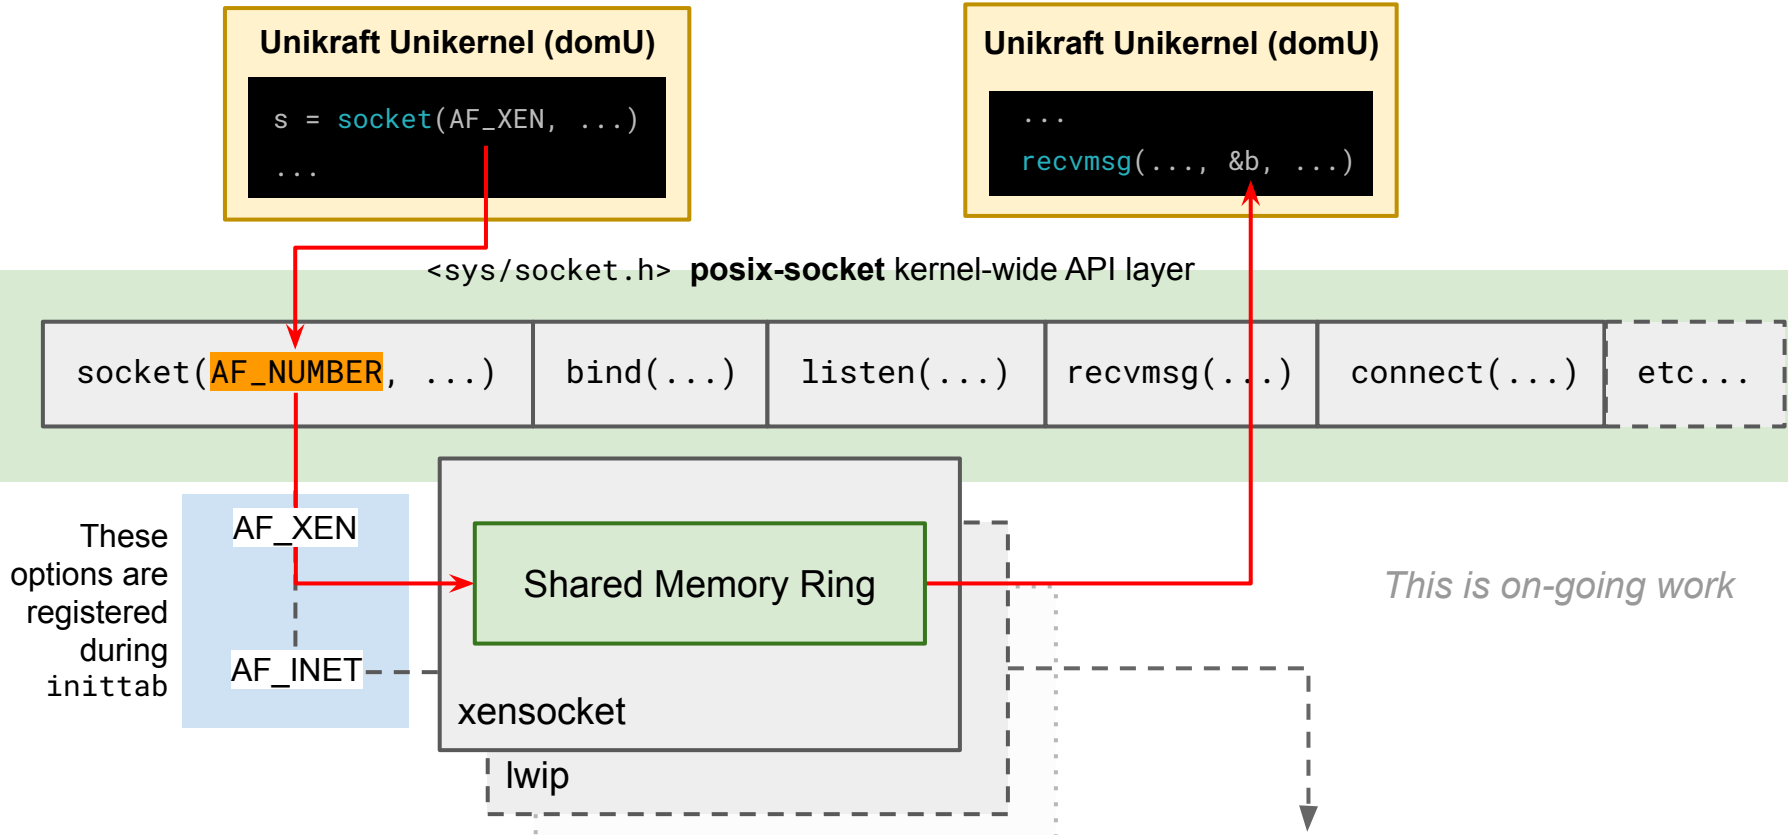 Unikraft Unikernel (domU)
s = socket(AF_XEN, ...)
...
Unikraft Unikernel (domU)
...
recvmsg(..., &b, ...)
<sys/socket.h> posix-socket kernel-wide API layer
socket(AF_NUMBER, ...)
bind(...)
listen(...)
recvmsg(...)
connect(...)
etc...
These
options are
registered
during
inittab
AF_XEN
AF_INET
Shared Memory Ring
xensocket
lwip
This is on-going work